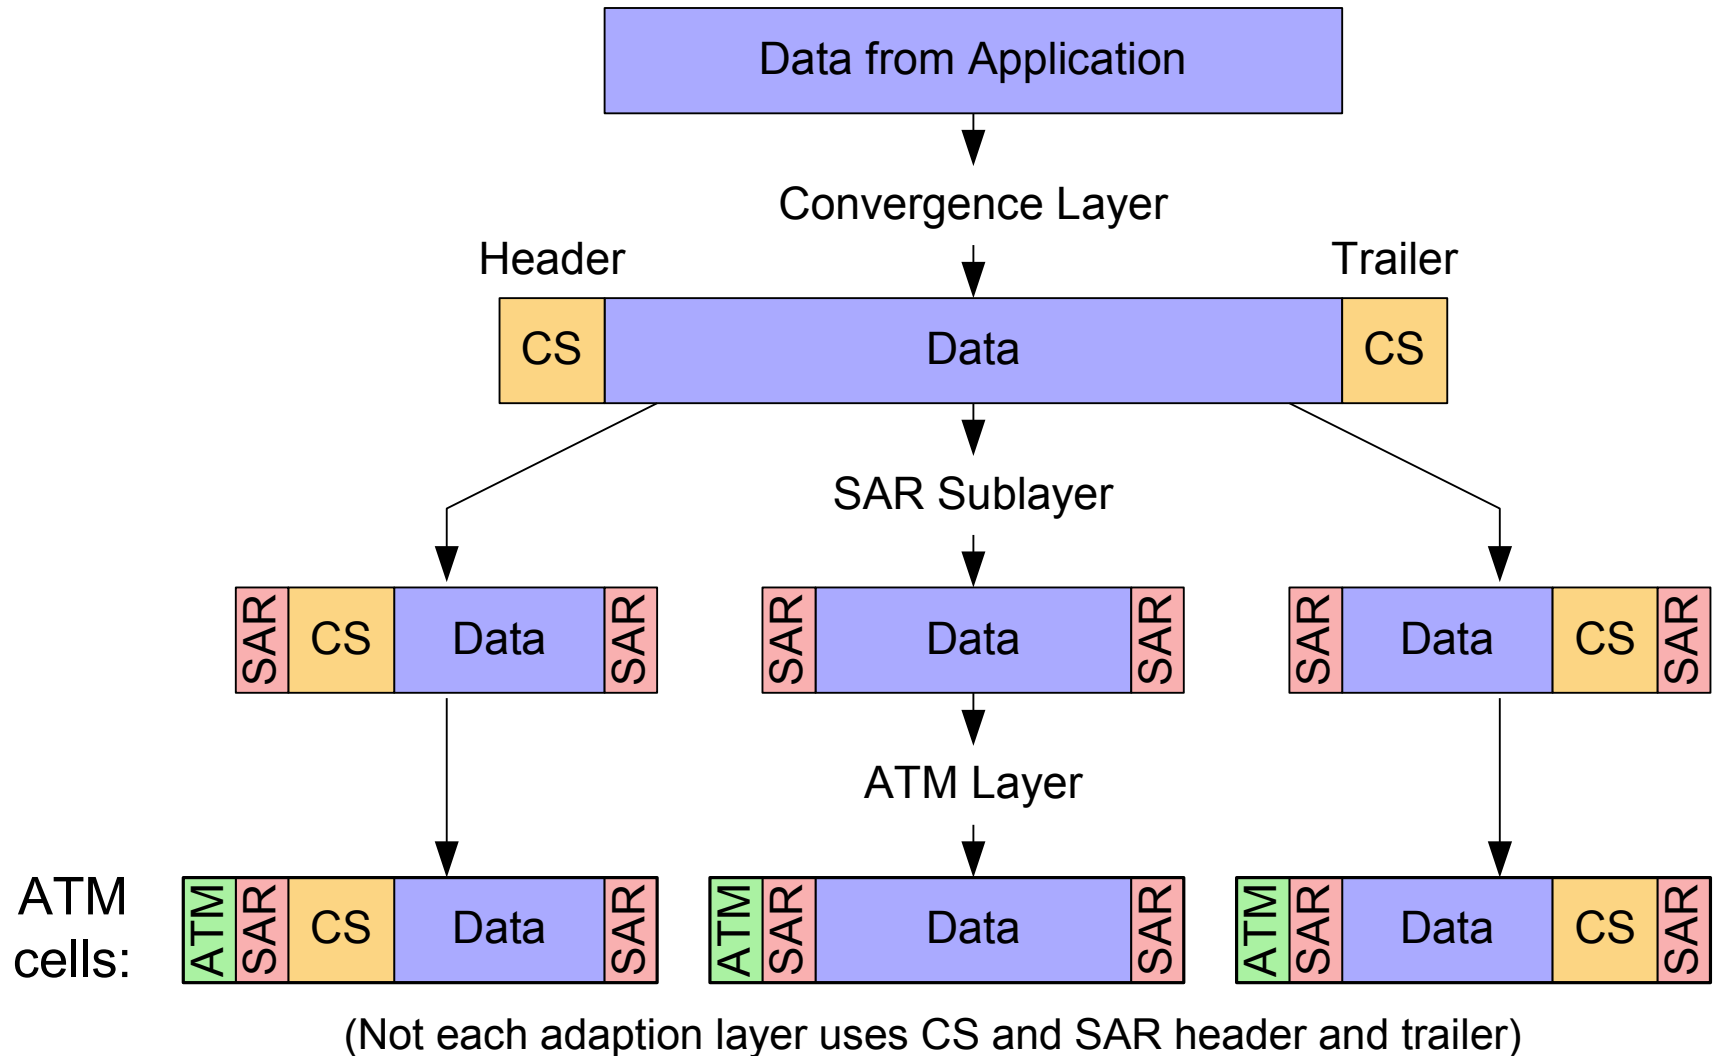 Data from Application
Convergence Layer
Header
Trailer
CS Data CS
SAR Sublayer
SAR CS Data SAR
SAR Data SAR
SAR Data CS SAR
ATM Layer
ATM
cells:
ATM SAR CS Data SAR
ATM SAR Data SAR
ATM SAR Data CS SAR
(Not each adaption layer uses CS and SAR header and trailer)